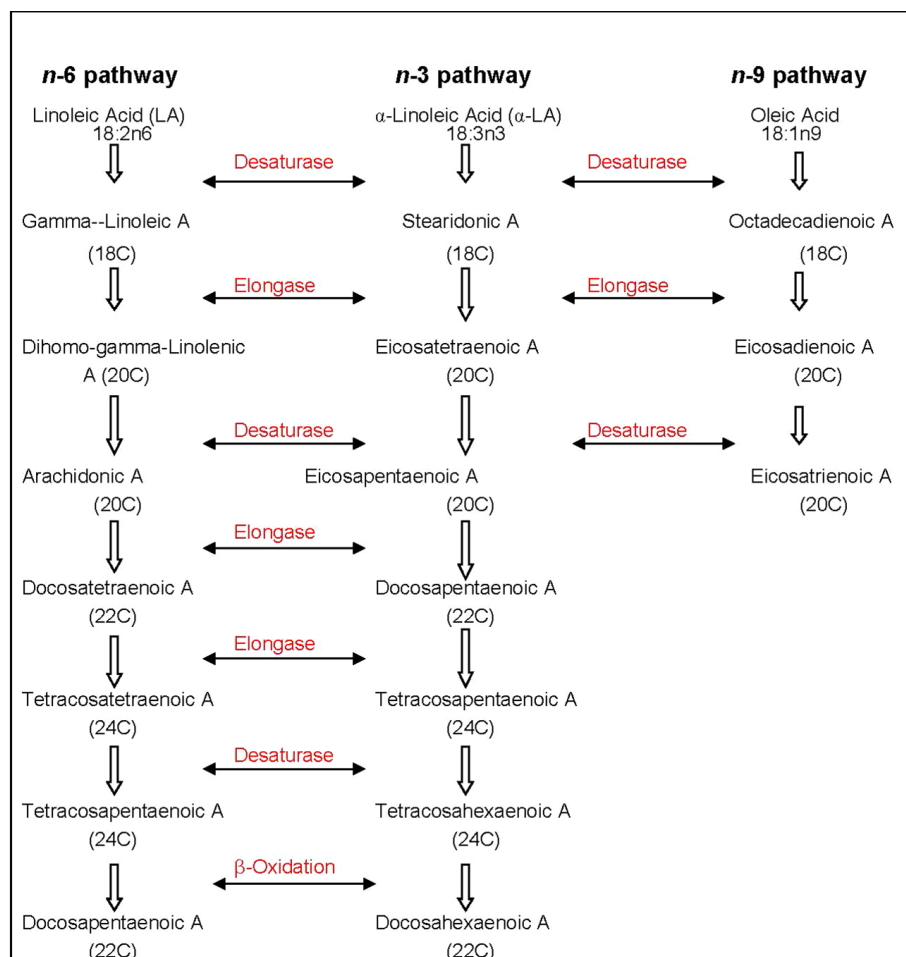 n-6 pathway n-3 pathway n-9 pathway
Linoleic Acid (LA) α-Linoleic Acid (α-LA) Oleic Acid
18:2n6 18:3n3 18:1n9
Desaturase Desaturase
Gamma--Linoleic A Stearidonic A Octadecadienoic A
(18C) (18C) (18C)
Elongase Elongase
Dihomo-gamma-Linolenic Eicosatetraenoic A Eicosadienoic A
A (20C) (20C) (20C)
Desaturase Desaturase
Arachidonic A Eicosapentaenoic A Eicosatrienoic A
(20C) (20C) (20C)
Elongase
Docosatetraenoic A Docosapentaenoic A
(22C) (22C)
Elongase
Tetracosatetraenoic A Tetracosapentaenoic A
(24C) (24C)
Desaturase
Tetracosapentaenoic A Tetracosahexaenoic A
(24C) (24C)
β-Oxidation
Docosapentaenoic A Docosahexaenoic A
(22C) (22C)